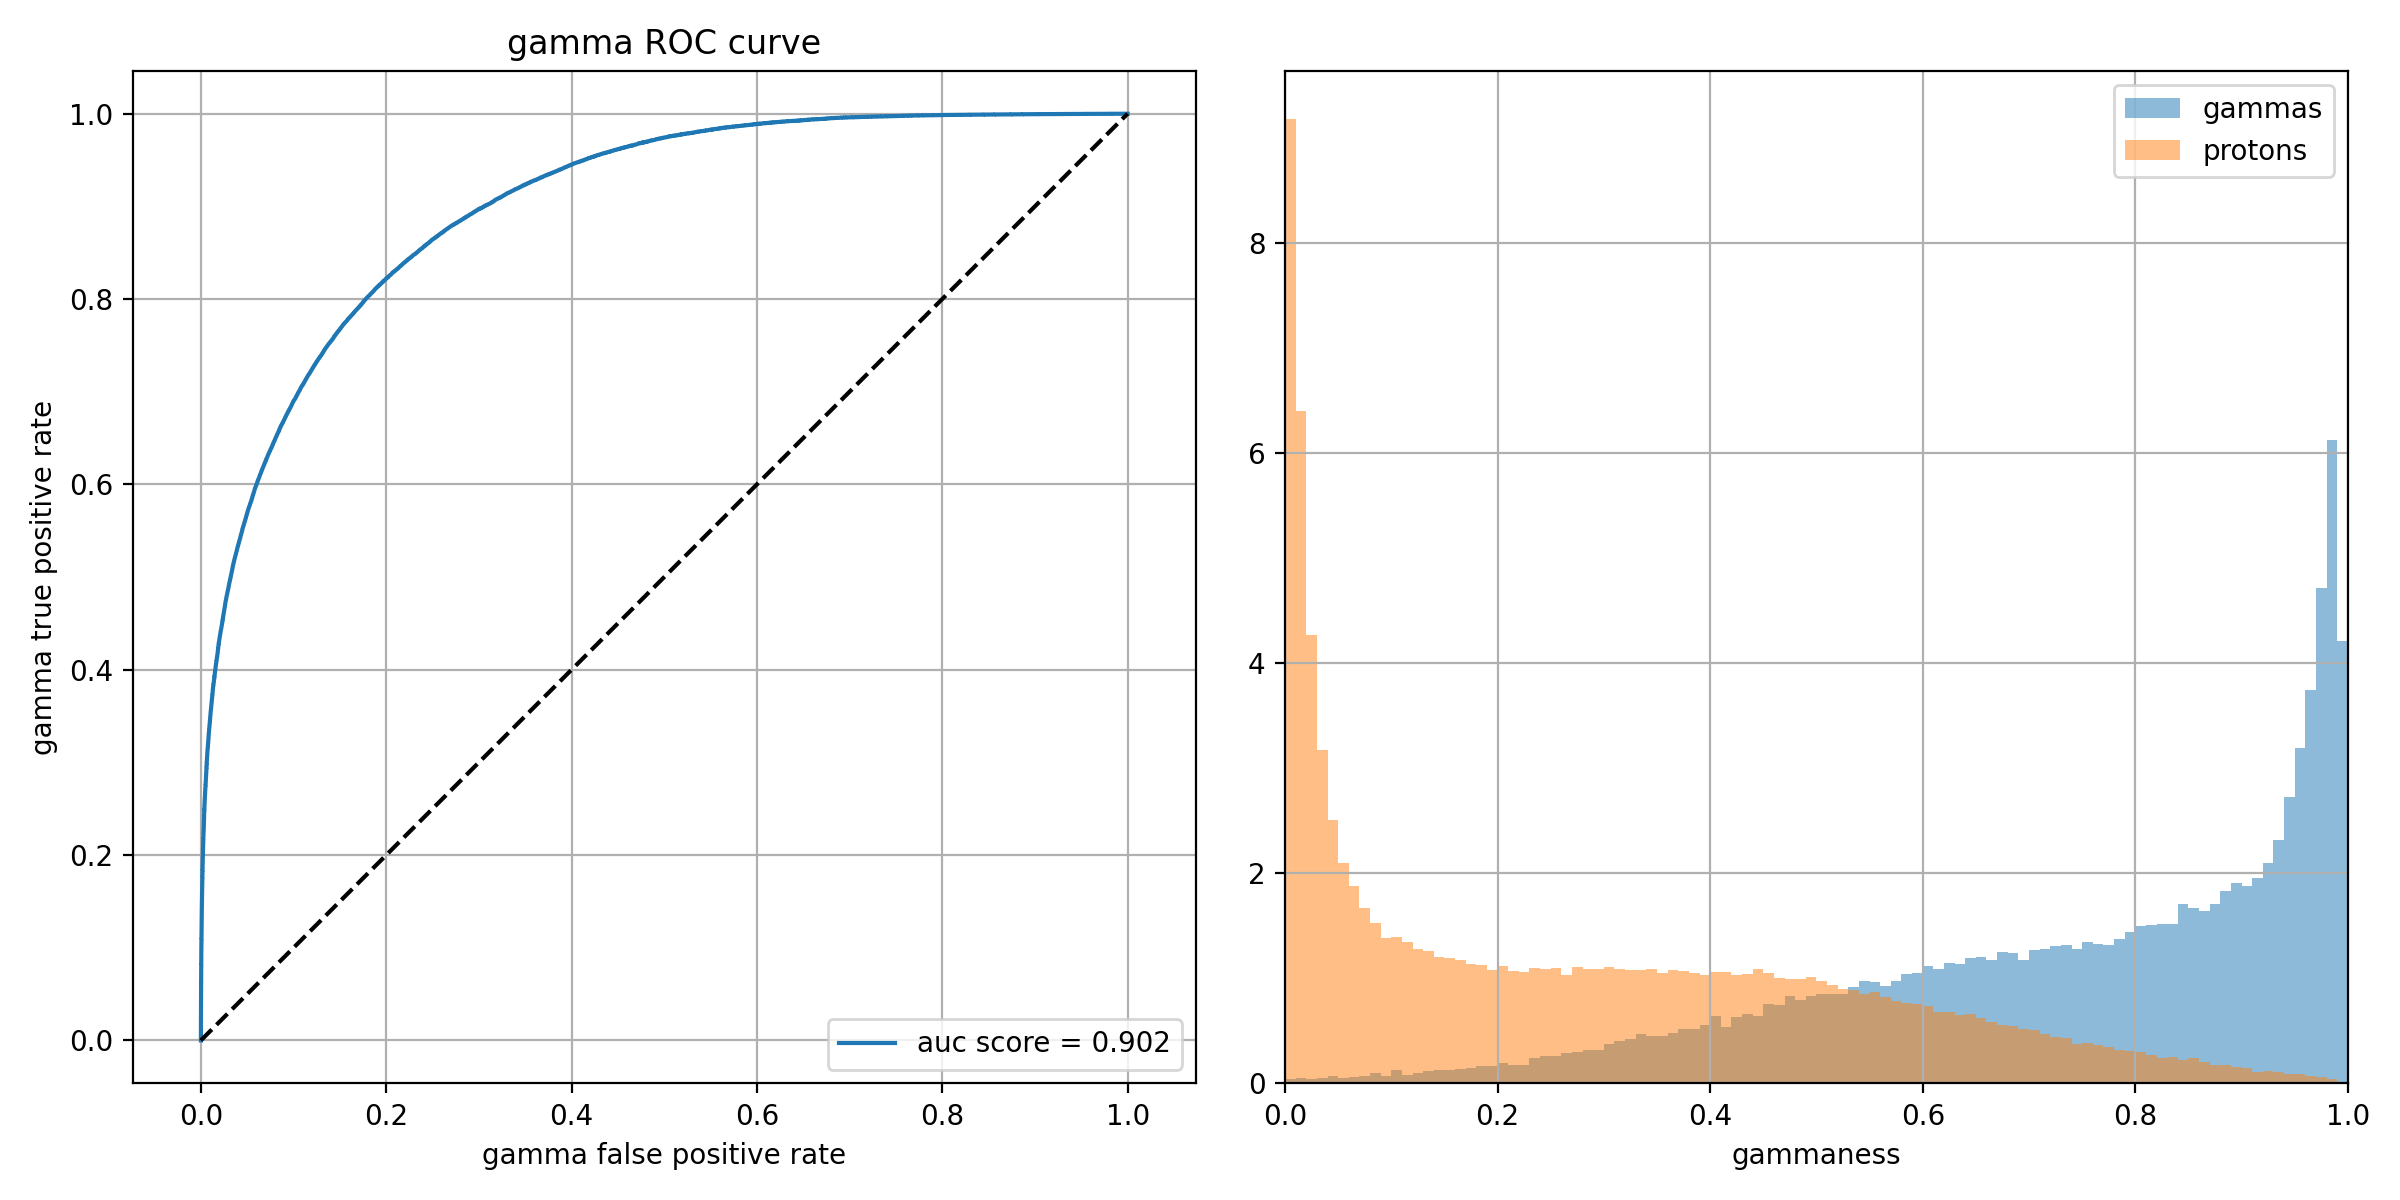 gamma ROC curve
gamma true positive rate
1.0
0.8
0.6
0.4
0.2
0.0
0.0 0.2 0.4 0.6 0.8 1.0
gamma false positive rate
auc score = 0.902
gammas
protons
8
6
4
2
0
0.0 0.2 0.4 0.6 0.8 1.0
gammaness